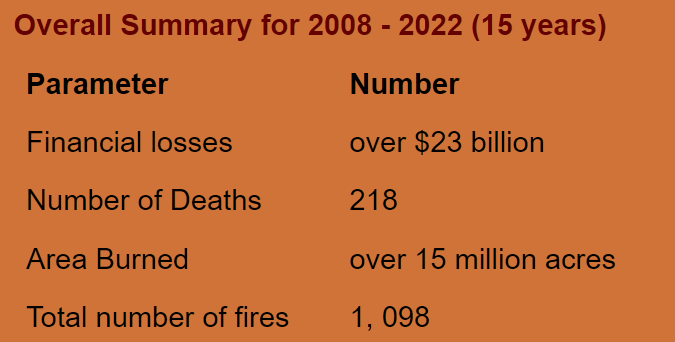 Overall Summary for 2008 - 2022 (15 years)
Parameter Number
Financial losses over $23 billion
Number of Deaths 218
Area Burned over 15 million acres
Total number of fires 1, 098